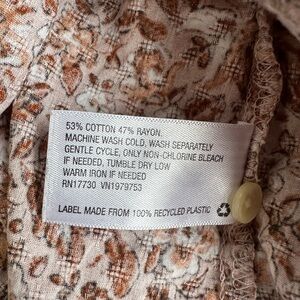 53% COTTON 47% RAYON.
MACHINE WASH COLD, WASH SEPARATELY
GENTLE CYCLE, ONLY NON-CHLORINE BLEACH
IF NEEDED, TUMBLE DRY LOW
WARM IRON IF NEEDED
RN17730 VN1979753
LABEL MADE FROM 100% RECYCLED PLASTIC